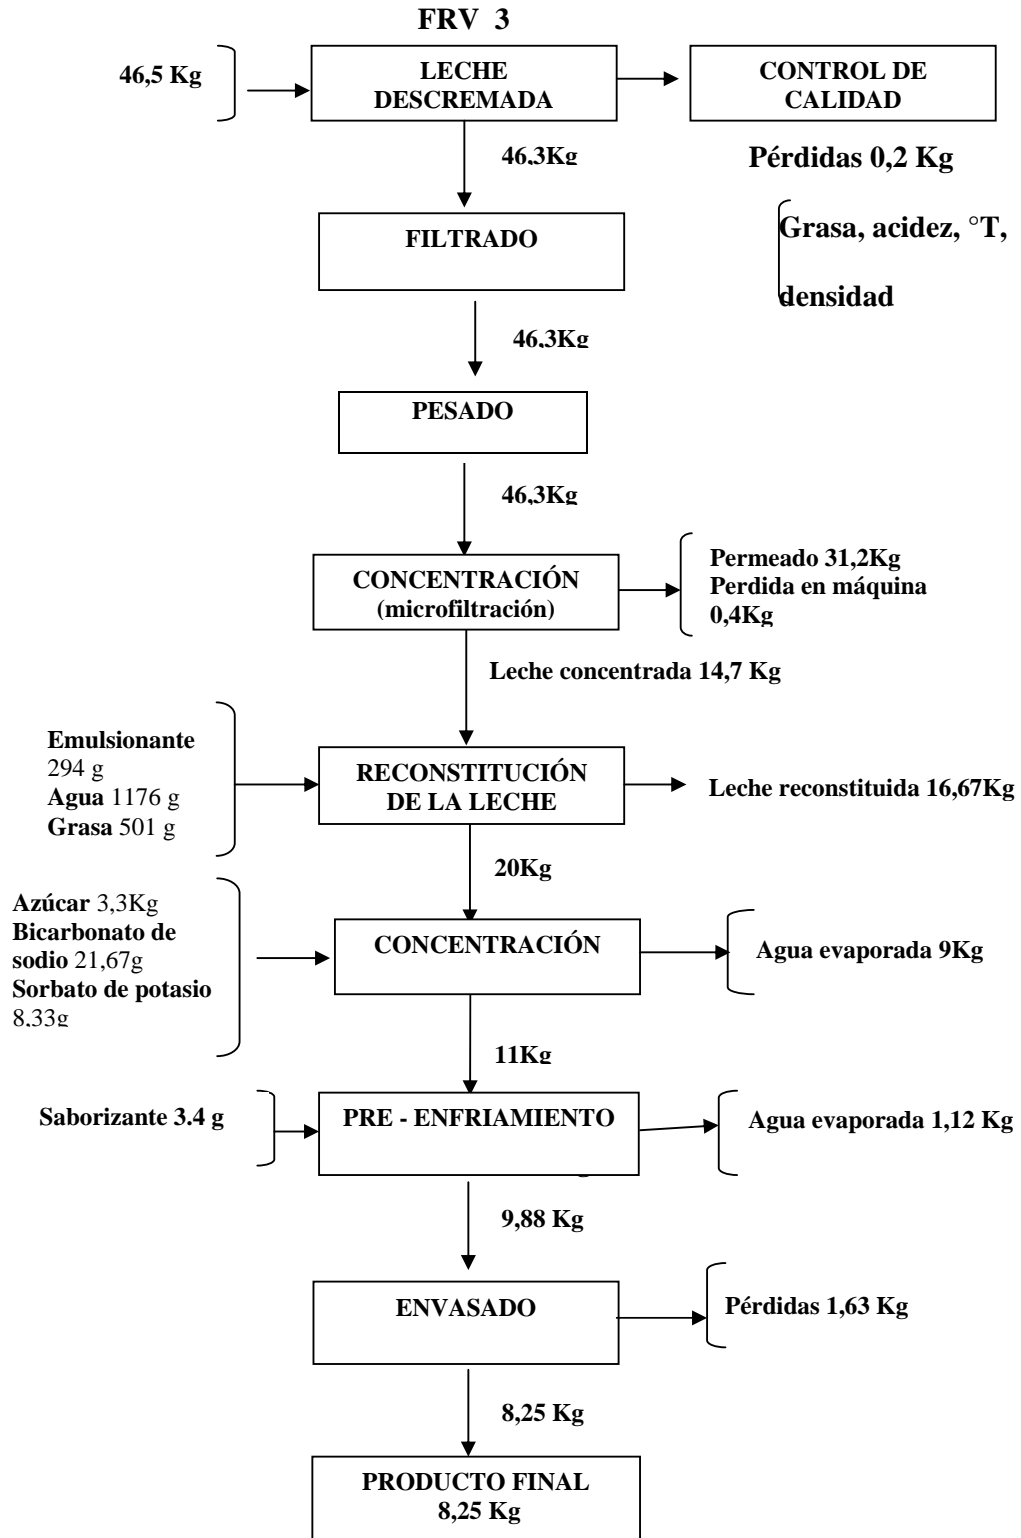 FRV 3
46,5 Kg
LECHE
DESCREMADA
CONTROL DE
CALIDAD
46,3Kg
Pérdidas 0,2 Kg
FILTRADO
Grasa, acidez, °T,
densidad
46,3Kg
PESADO
46,3Kg
CONCENTRACIÓN
(microfiltración)
Permeado 31,2Kg
Perdida en máquina
0,4Kg
Leche concentrada 14,7 Kg
Emulsionante
294 g
Agua 1176 g
Grasa 501 g
RECONSTITUCIÓN
DE LA LECHE
Leche reconstituida 16,67Kg
20Kg
Azúcar 3,3Kg
Bicarbonato de
sodio 21,67g
Sorbato de potasio
8,33g
CONCENTRACIÓN
Agua evaporada 9Kg
11Kg
Saborizante 3.4 g
PRE - ENFRIAMIENTO
Agua evaporada 1,12 Kg
9,88 Kg
ENVASADO
Pérdidas 1,63 Kg
8,25 Kg
PRODUCTO FINAL
8,25 Kg